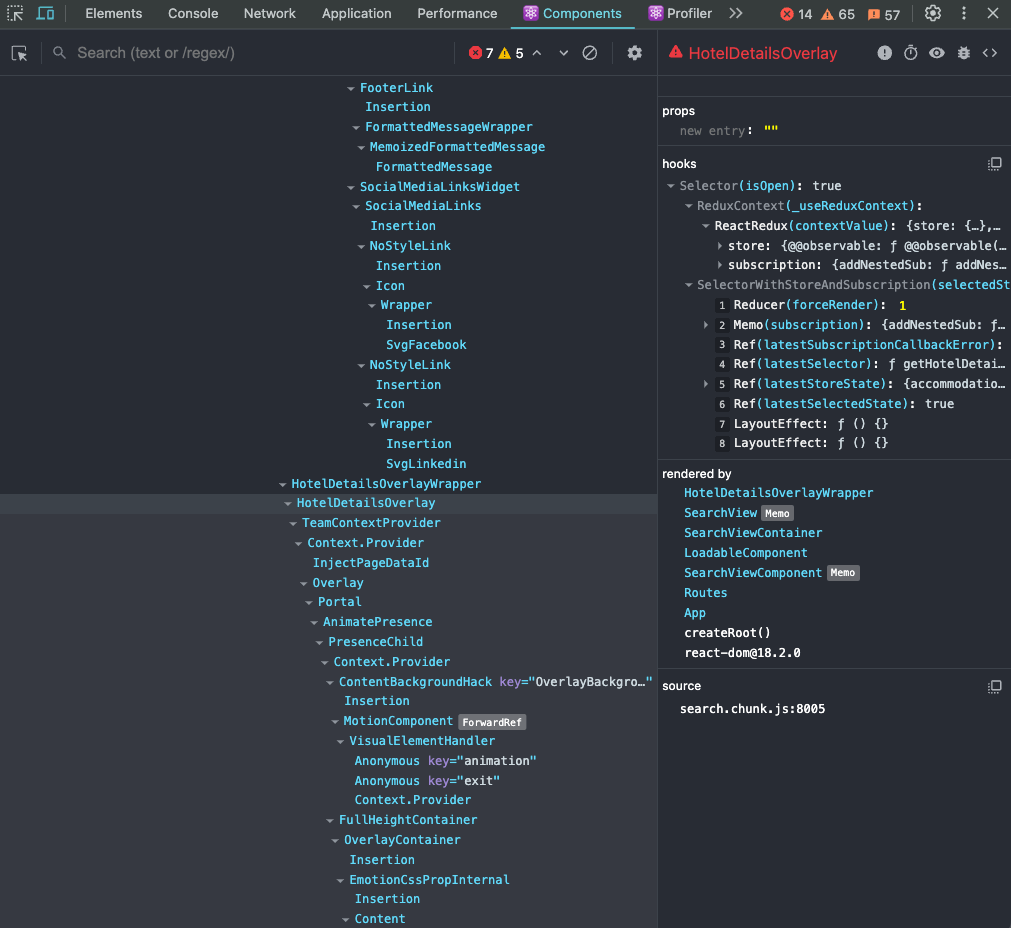 Elements Console Network Application Performance Components Profiler 14 65 57
Search (text or /regex/) 7 5
FooterLink
Insertion
FormattedMessageWrapper
MemoizedFormattedMessage
FormattedMessage
SocialMediaLinksWidget
SocialMediaLinks
Insertion
NoStyleLink
Insertion
Icon
Wrapper
Insertion
SvgFacebook
NoStyleLink
Insertion
Icon
Wrapper
Insertion
SvgLinkedin
HotelDetailsOverlayWrapper
HotelDetailsOverlay
TeamContextProvider
Context.Provider
InjectPageDataId
Overlay
Portal
AnimatePresence
PresenceChild
Context.Provider
ContentBackgroundHack key="OverlayBackgro…"
Insertion
MotionComponent ForwardRef
VisualElementHandler
Anonymous key="animation"
Anonymous key="exit"
Context.Provider
FullHeightContainer
OverlayContainer
Insertion
EmotionCssPropInternal
Insertion
Content
HotelDetailsOverlay
props
new entry: ""
hooks
Selector(isOpen): true
ReduxContext(_useReduxContext):
ReactRedux(contextValue): {store: {…},…
store: {@@observable: ƒ @@observable(…
subscription: {addNestedSub: ƒ addNes…
SelectorWithStoreAndSubscription(selectedSt
1 Reducer(forceRender): 1
2 Memo(subscription): {addNestedSub: ƒ…
3 Ref(latestSubscriptionCallbackError):
4 Ref(latestSelector): ƒ getHotelDetai…
5 Ref(latestStoreState): {accommodatio…
6 Ref(latestSelectedState): true
7 LayoutEffect: ƒ () {}
8 LayoutEffect: ƒ () {}
rendered by
HotelDetailsOverlayWrapper
SearchView Memo
SearchViewContainer
LoadableComponent
SearchViewComponent Memo
Routes
App
createRoot()
react-dom@18.2.0
source
search.chunk.js:8005